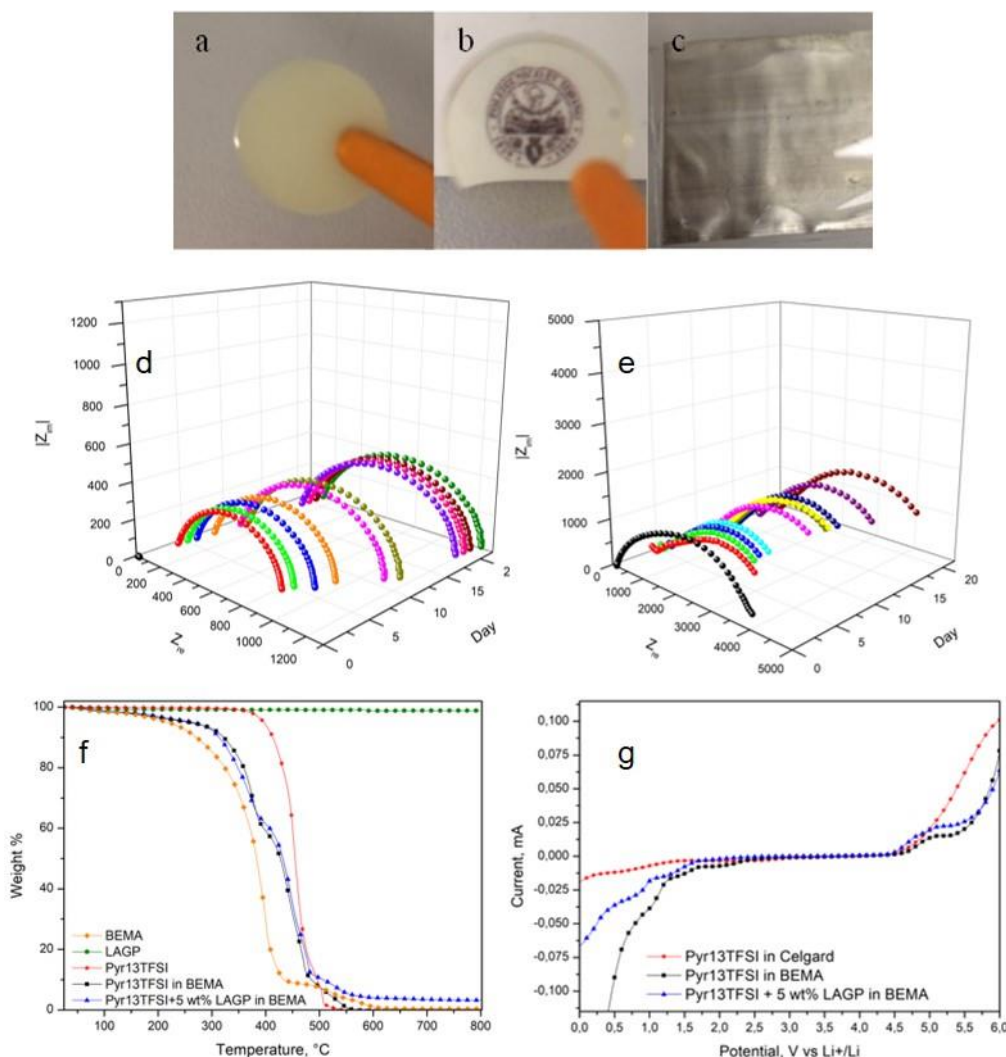 a
b
c
d
1200
1000
800
600
400
200
0
|Zim|
0
200
400
600
800
1000
1200
Zre
0
5
10
15
2
Day
e
5000
4000
3000
2000
1000
0
|Zim|
0
1000
2000
3000
4000
5000
Zre
0
5
10
15
20
Day
f
100
80
60
40
20
0
Weight %
BEMA
LAGP
Pyr13TFSI
Pyr13TFSI in BEMA
Pyr13TFSI+5 wt% LAGP in BEMA
100 200 300 400 500 600 700 800
Temperature, °C
g
0,100
0,075
0,050
0,025
0,000
-0,025
-0,050
-0,075
-0,100
Current, mA
Pyr13TFSI in Celgard
Pyr13TFSI in BEMA
Pyr13TFSI + 5 wt% LAGP in BEMA
0,0 0,5 1,0 1,5 2,0 2,5 3,0 3,5 4,0 4,5 5,0 5,5 6,0
Potential, V vs Li+/Li